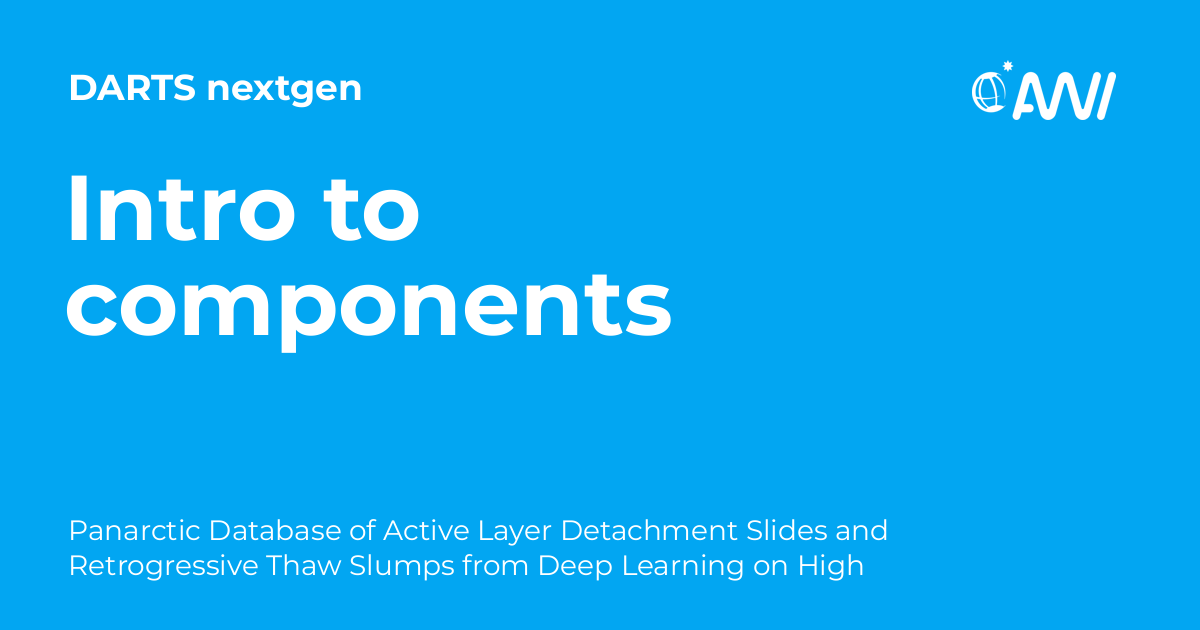 DARTS nextgen
AWI
Intro to
components
Panarctic Database of Active Layer Detachment Slides and
Retrogressive Thaw Slumps from Deep Learning on High